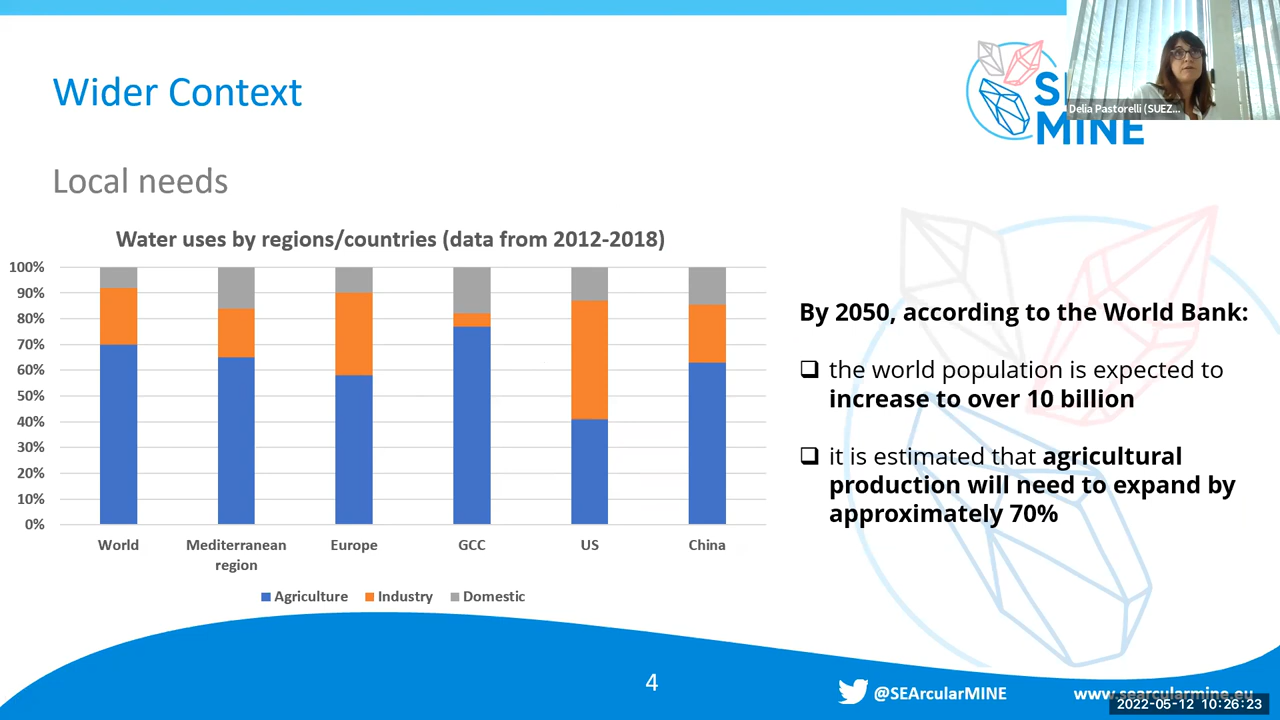 Wider Context
SE
MINE
Delia Pastorelli (SUEZ...
Local needs
Water uses by regions/countries (data from 2012-2018)
100%
90%
80%
70%
60%
50%
40%
30%
20%
10%
0%
World
Mediterranean
region
Europe
GCC
US
China
Agriculture
Industry
Domestic
By 2050, according to the World Bank:
the world population is expected to
increase to over 10 billion
it is estimated that agricultural
production will need to expand by
approximately 70%
4
@SEArcularMINE
www.searcularmine.eu
2022-05-12 10:26:23